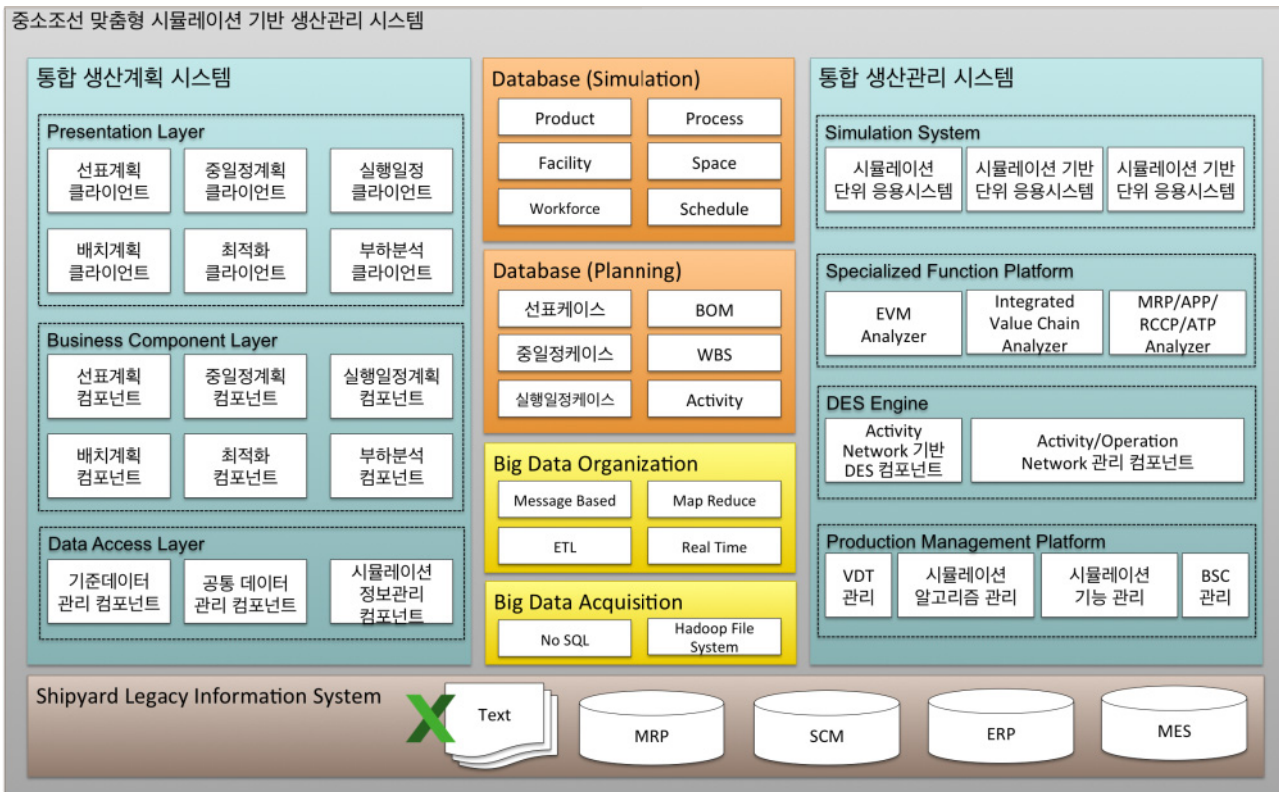 중소조선 맞춤형 시뮬레이션 기반 생산관리 시스템
통합 생산계획 시스템
Presentation Layer
선표계획
클라이언트
중일정계획
클라이언트
실행일정
클라이언트
배치계획
클라이언트
최적화
클라이언트
부하분석
클라이언트
Business Component Layer
선표계획
컴포넌트
중일정계획
컴포넌트
실행일정계획
컴포넌트
배치계획
컴포넌트
최적화
컴포넌트
부하분석
컴포넌트
Data Access Layer
기준데이터
관리 컴포넌트
공통 데이터
관리 컴포넌트
시뮬레이션
정보관리
컴포넌트
Database (Simulation)
Product
Process
Facility
Space
Workforce
Schedule
Database (Planning)
선표케이스
BOM
중일정케이스
WBS
실행일정케이스
Activity
Big Data Organization
Message Based
Map Reduce
ETL
Real Time
Big Data Acquisition
No SQL
Hadoop File
System
통합 생산관리 시스템
Simulation System
시뮬레이션
단위 응용시스템
시뮬레이션 기반
단위 응용시스템
시뮬레이션 기반
단위 응용시스템
Specialized Function Platform
EVM
Analyzer
Integrated
Value Chain
Analyzer
MRP/APP/
RCCP/ATP
Analyzer
DES Engine
Activity
Network 기반
DES 컴포넌트
Activity/Operation
Network 관리 컴포넌트
Production Management Platform
VDT
관리
시뮬레이션
알고리즘 관리
시뮬레이션
기능 관리
BSC
관리
Shipyard Legacy Information System
Text
MRP
SCM
ERP
MES